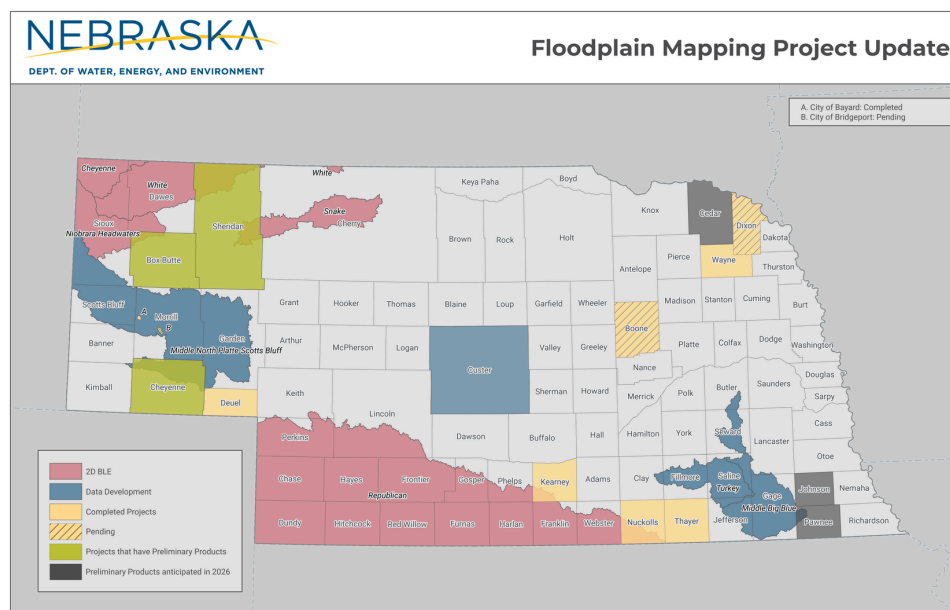 NEBRASKA
DEPT. OF WATER, ENERGY, AND ENVIRONMENT
Floodplain Mapping Project Update
A. City of Bayard: Completed
B. City of Bridgeport: Pending
Cheyenne
White
Dawes
Sioux
Niobrara Headwaters
Sheridan
Box Butte
White
Snake
Cherry
Keya Paha
Boyd
Brown
Rock
Holt
Knox
Cedar
Dixon
Dakota
Antelope
Pierce
Wayne
Thurston
Scotts Bluff
A
Morrill
B
Garden
Middle North Platte-Scotts Bluff
Banner
Kimball
Cheyenne
Deuel
Grant
Hooker
Thomas
Blaine
Loup
Garfield
Wheeler
Boone
Madison
Stanton
Cuming
Burt
Arthur
McPherson
Logan
Custer
Valley
Greeley
Nance
Platte
Colfax
Dodge
Washington
Keith
Lincoln
Sherman
Howard
Merrick
Polk
Butler
Saunders
Douglas
Sarpy
Perkins
Dawson
Buffalo
Hall
Hamilton
York
Seward
Lancaster
Cass
Otoe
Chase
Hayes
Frontier
Republican
Gosper
Phelps
Kearney
Adams
Clay
Fillmore
Saline
Turkey
Gage
Middle Big Blue
Johnson
Nemaha
Dundy
Hitchcock
Red Willow
Furnas
Harlan
Franklin
Webster
Nuckolls
Thayer
Jefferson
Pawnee
Richardson
2D BLE
Data Development
Completed Projects
Pending
Projects that have Preliminary Products
Preliminary Products anticipated in 2026